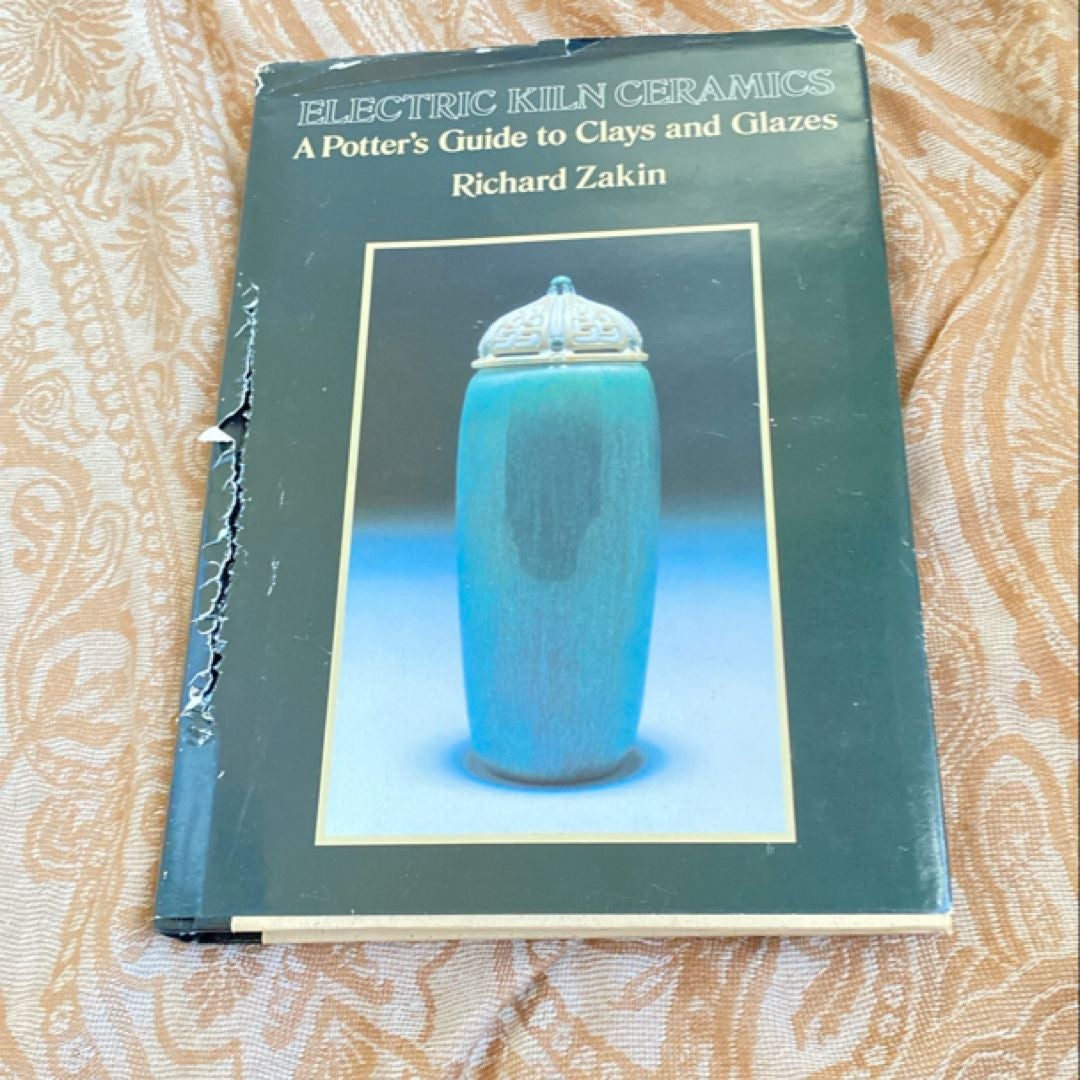 ELECTRIC KILN CERAMICS
A Potter's Guide to Clays and Glazes
Richard Zakin